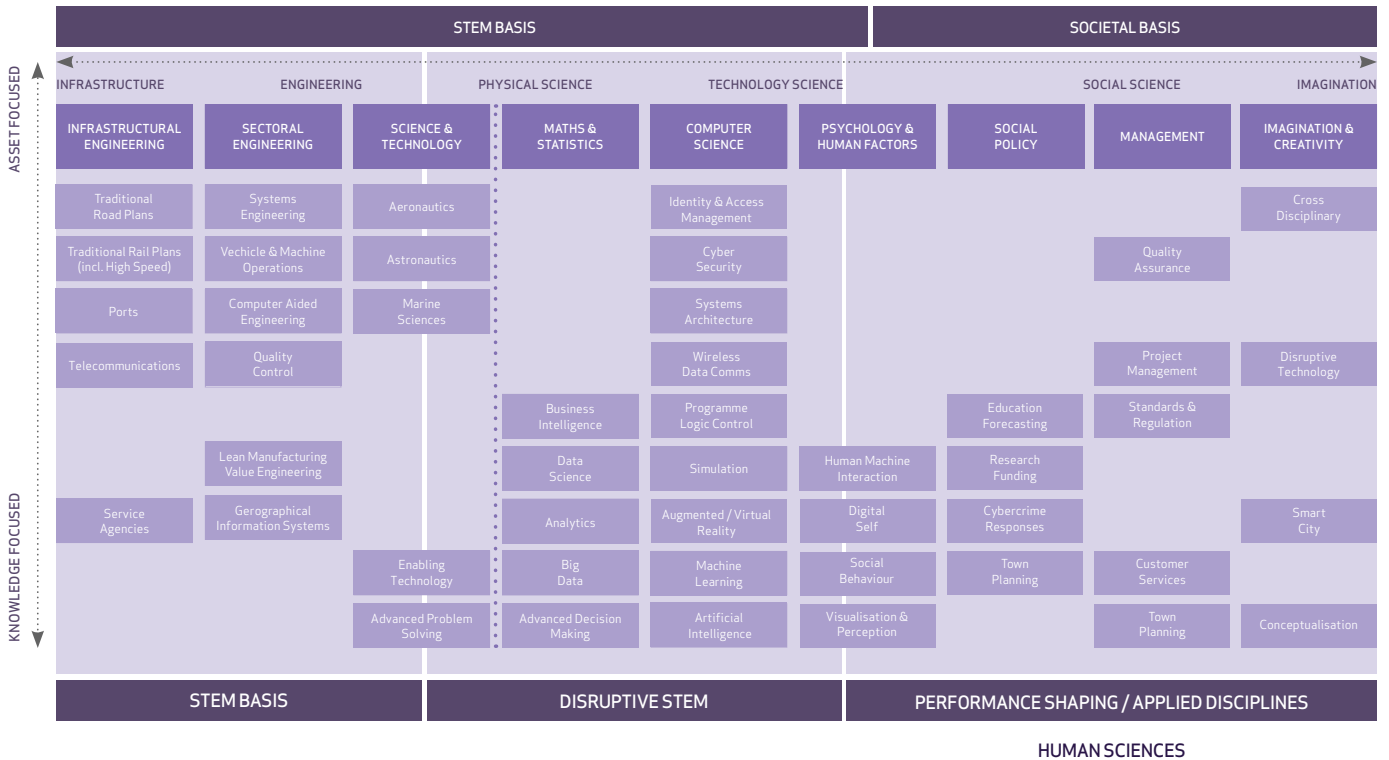 STEM BASIS
SOCIETAL BASIS
ASSET FOCUSED
KNOWLEDGE FOCUSED
INFRASTRUCTURE
ENGINEERING
PHYSICAL SCIENCE
TECHNOLOGY SCIENCE
SOCIAL SCIENCE
IMAGINATION
INFRASTRUCTURAL
ENGINEERING
SECTORAL
ENGINEERING
SCIENCE &
TECHNOLOGY
MATHS &
STATISTICS
COMPUTER
SCIENCE
PSYCHOLOGY &
HUMAN FACTORS
SOCIAL
POLICY
MANAGEMENT
IMAGINATION &
CREATIVITY
Traditional
Road Plans
Systems
Engineering
Aeronautics
Identity & Access
Management
Cross
Disciplinary
Traditional Rail Plans
(incl. High Speed)
Vechicle & Machine
Operations
Astronautics
Cyber
Security
Quality
Assurance
Ports
Computer Aided
Engineering
Marine
Sciences
Systems
Architecture
Telecommunications
Quality
Control
Wireless
Data Comms
Project
Management
Disruptive
Technology
Business
Intelligence
Programme
Logic Control
Education
Forecasting
Standards &
Regulation
Lean Manufacturing
Value Engineering
Data
Science
Simulation
Human Machine
Interaction
Research
Funding
Service
Agencies
Gerographical
Information Systems
Analytics
Augmented / Virtual
Reality
Digital
Self
Cybercrime
Responses
Smart
City
Enabling
Technology
Big
Data
Machine
Learning
Social
Behaviour
Town
Planning
Customer
Services
Advanced Problem
Solving
Advanced Decision
Making
Artificial
Intelligence
Visualisation &
Perception
Town
Planning
Conceptualisation
STEM BASIS
DISRUPTIVE STEM
PERFORMANCE SHAPING / APPLIED DISCIPLINES
HUMAN SCIENCES